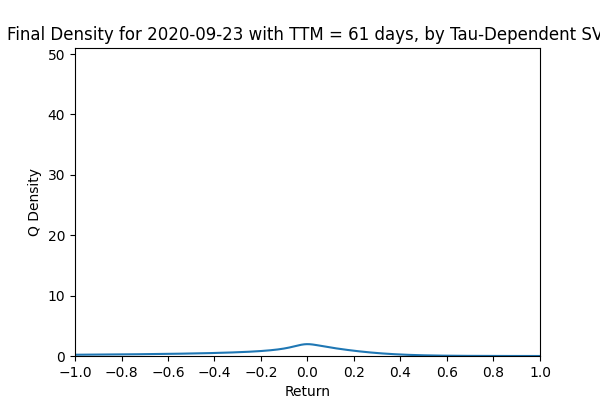 Final Density for 2020-09-23 with TTM = 61 days, by Tau-Dependent SV
50
40
30
20
10
0
Q Density
−1.0 −0.8 −0.6 −0.4 −0.2 0.0 0.2 0.4 0.6 0.8 1.0
Return